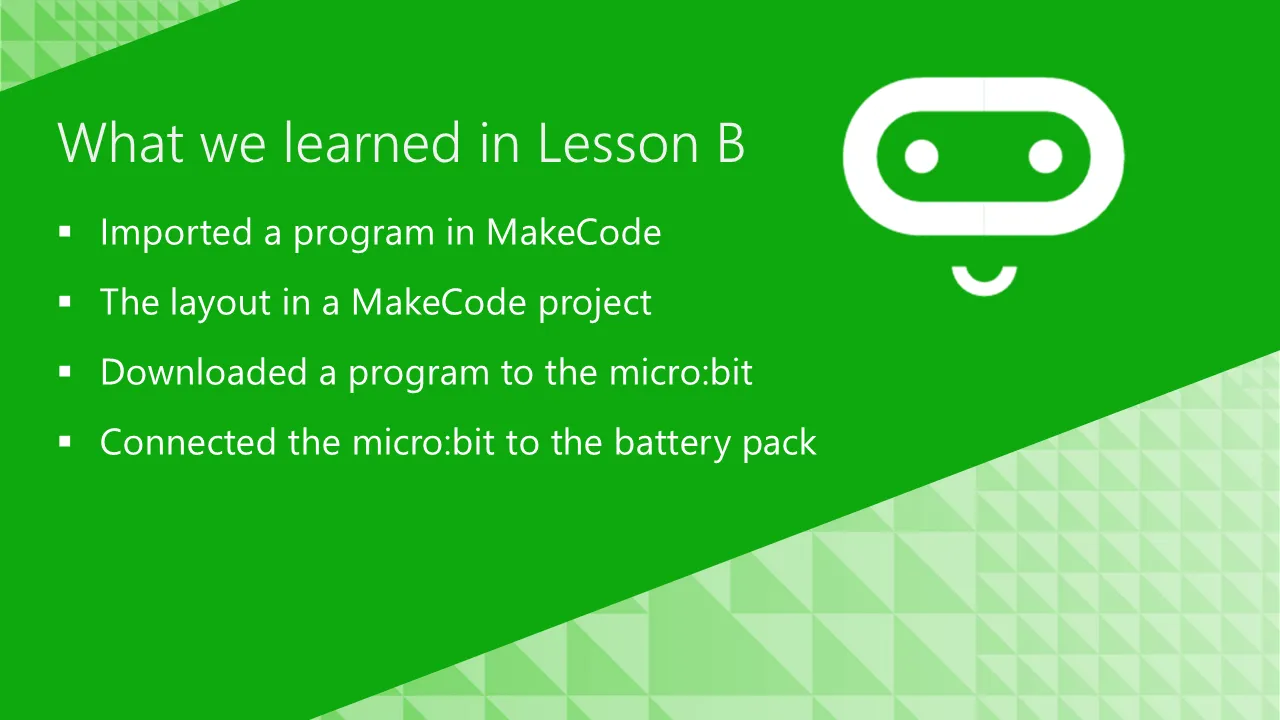 What we learned in Lesson B
▪ Imported a program in MakeCode
▪ The layout in a MakeCode project
▪ Downloaded a program to the micro:bit
▪ Connected the micro:bit to the battery pack